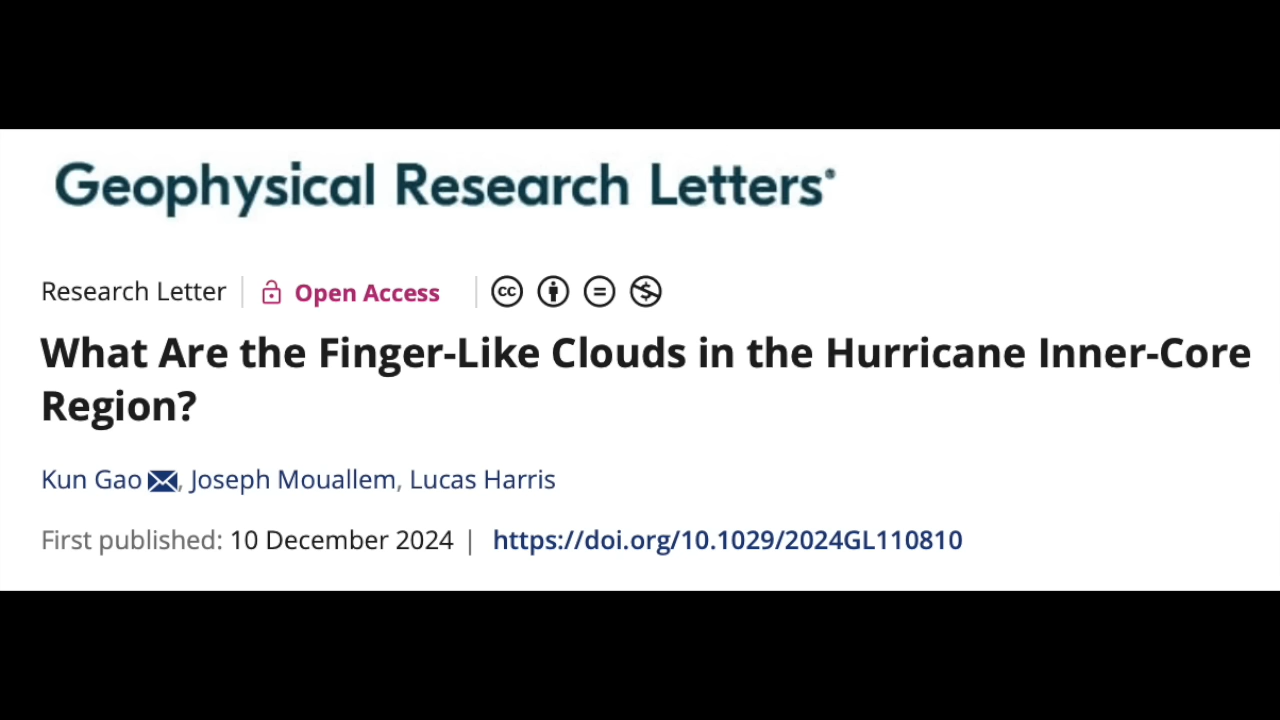 Geophysical Research Letters®
Research Letter | Open Access | CC
What Are the Finger-Like Clouds in the Hurricane Inner-Core
Region?
Kun Gao, Joseph Mouallem, Lucas Harris
First published: 10 December 2024 | https://doi.org/10.1029/2024GL110810